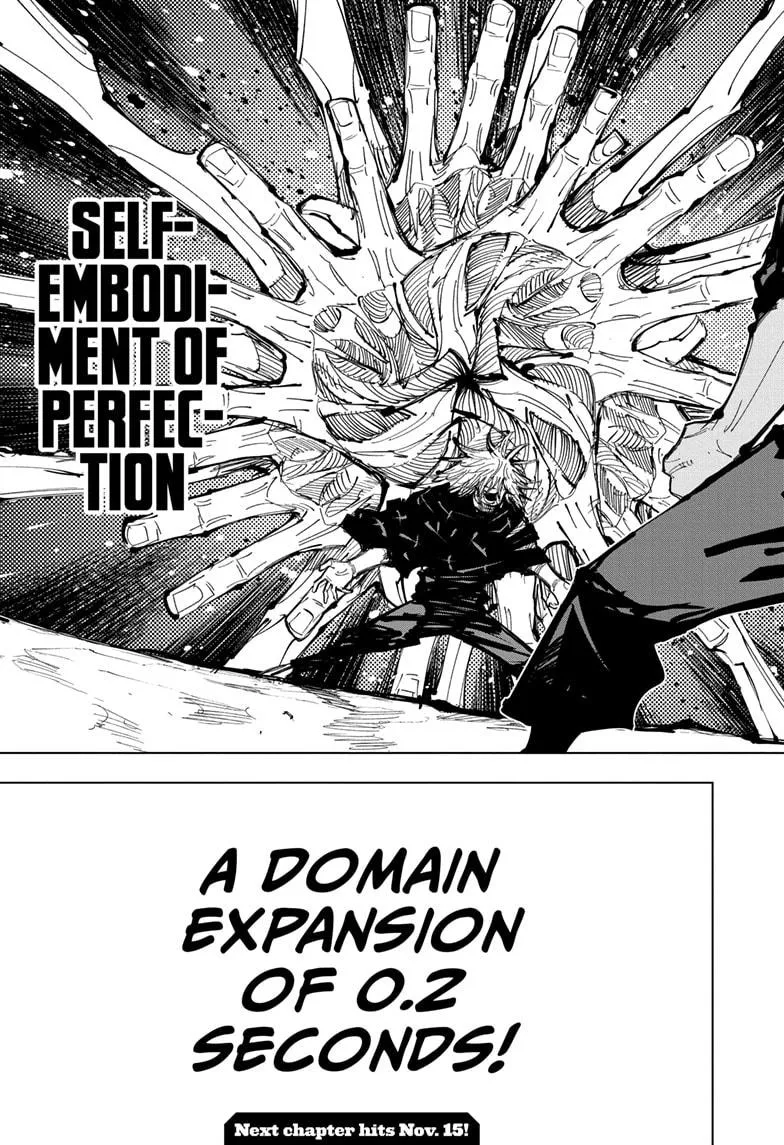 SELF-
EMBODI-
MENT OF
PERFEC-
TION
A DOMAIN
EXPANSION
OF 0.2
SECONDS!
Next chapter hits Nov. 15!